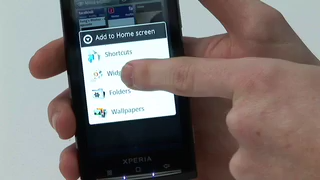 Add to Home screen
Shortcuts
Folders
Wallpapers
XPERIA